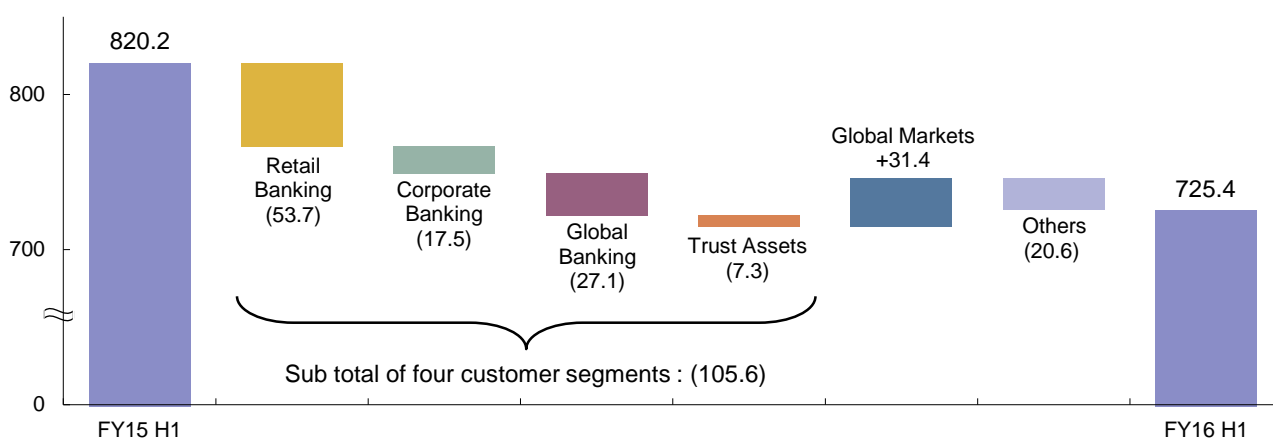 820.2
800
Retail
Banking
(53.7)
Corporate
Banking
(17.5)
Global
Banking
(27.1)
Trust Assets
(7.3)
Global Markets
+31.4
Others
(20.6)
725.4
700
Sub total of four customer segments : (105.6)
0
FY15 H1
FY16 H1